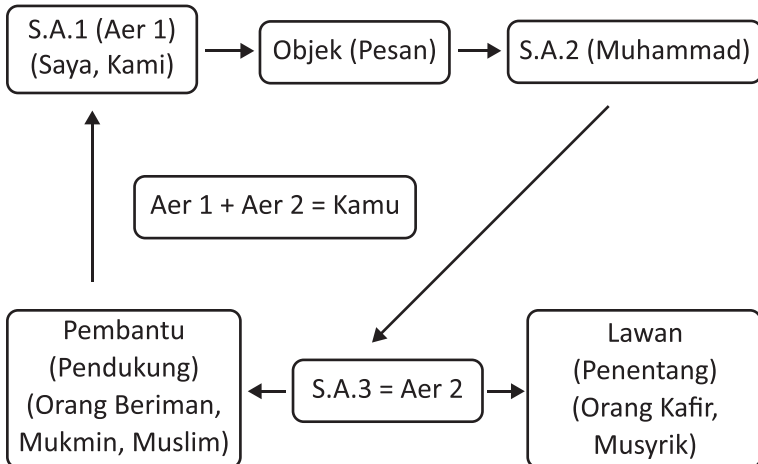 S.A.1 (Aer 1)
(Saya, Kami)
Objek (Pesan)
S.A.2 (Muhammad)
Aer 1 + Aer 2 = Kamu
Pembantu
(Pendukung)
(Orang Beriman,
Mukmin, Muslim)
S.A.3 = Aer 2
Lawan
(Penentang)
(Orang Kafir,
Musyrik)